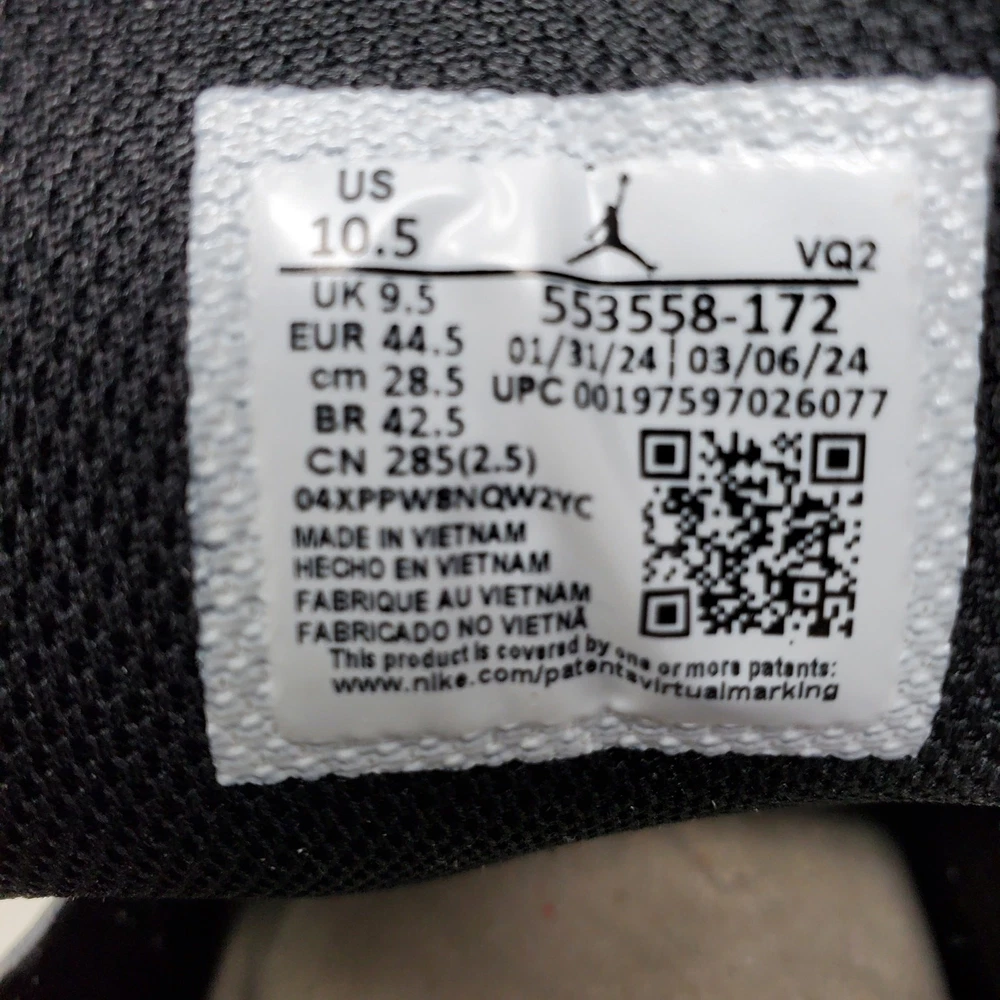 US
10.5
VQ2
UK 9.5
EUR 44.5
cm 28.5
BR 42.5
CN 285(2.5)
553558-172
01/31/24 | 03/06/24
UPC 00197597026077
04XPPW8NQW2YC
MADE IN VIETNAM
HECHO EN VIETNAM
FABRIQUE AU VIETNAM
FABRICADO NO VIETNÃ
This product is covered by one or more patents:
www.nike.com/patentsvirtualmarking